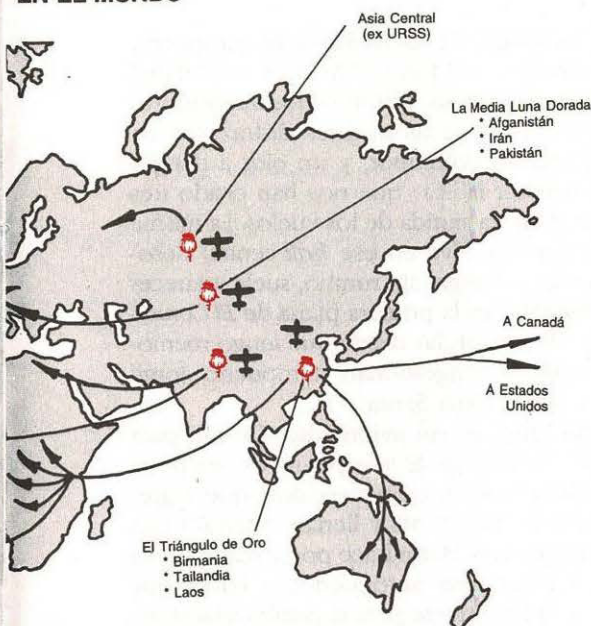 EN EL MUNDO
Asia Central
(ex URSS)
La Media Luna Dorada
* Afganistán
* Irán
* Pakistán
A Canadá
A Estados
Unidos
El Triángulo de Oro
* Birmania
* Tailandia
* Laos